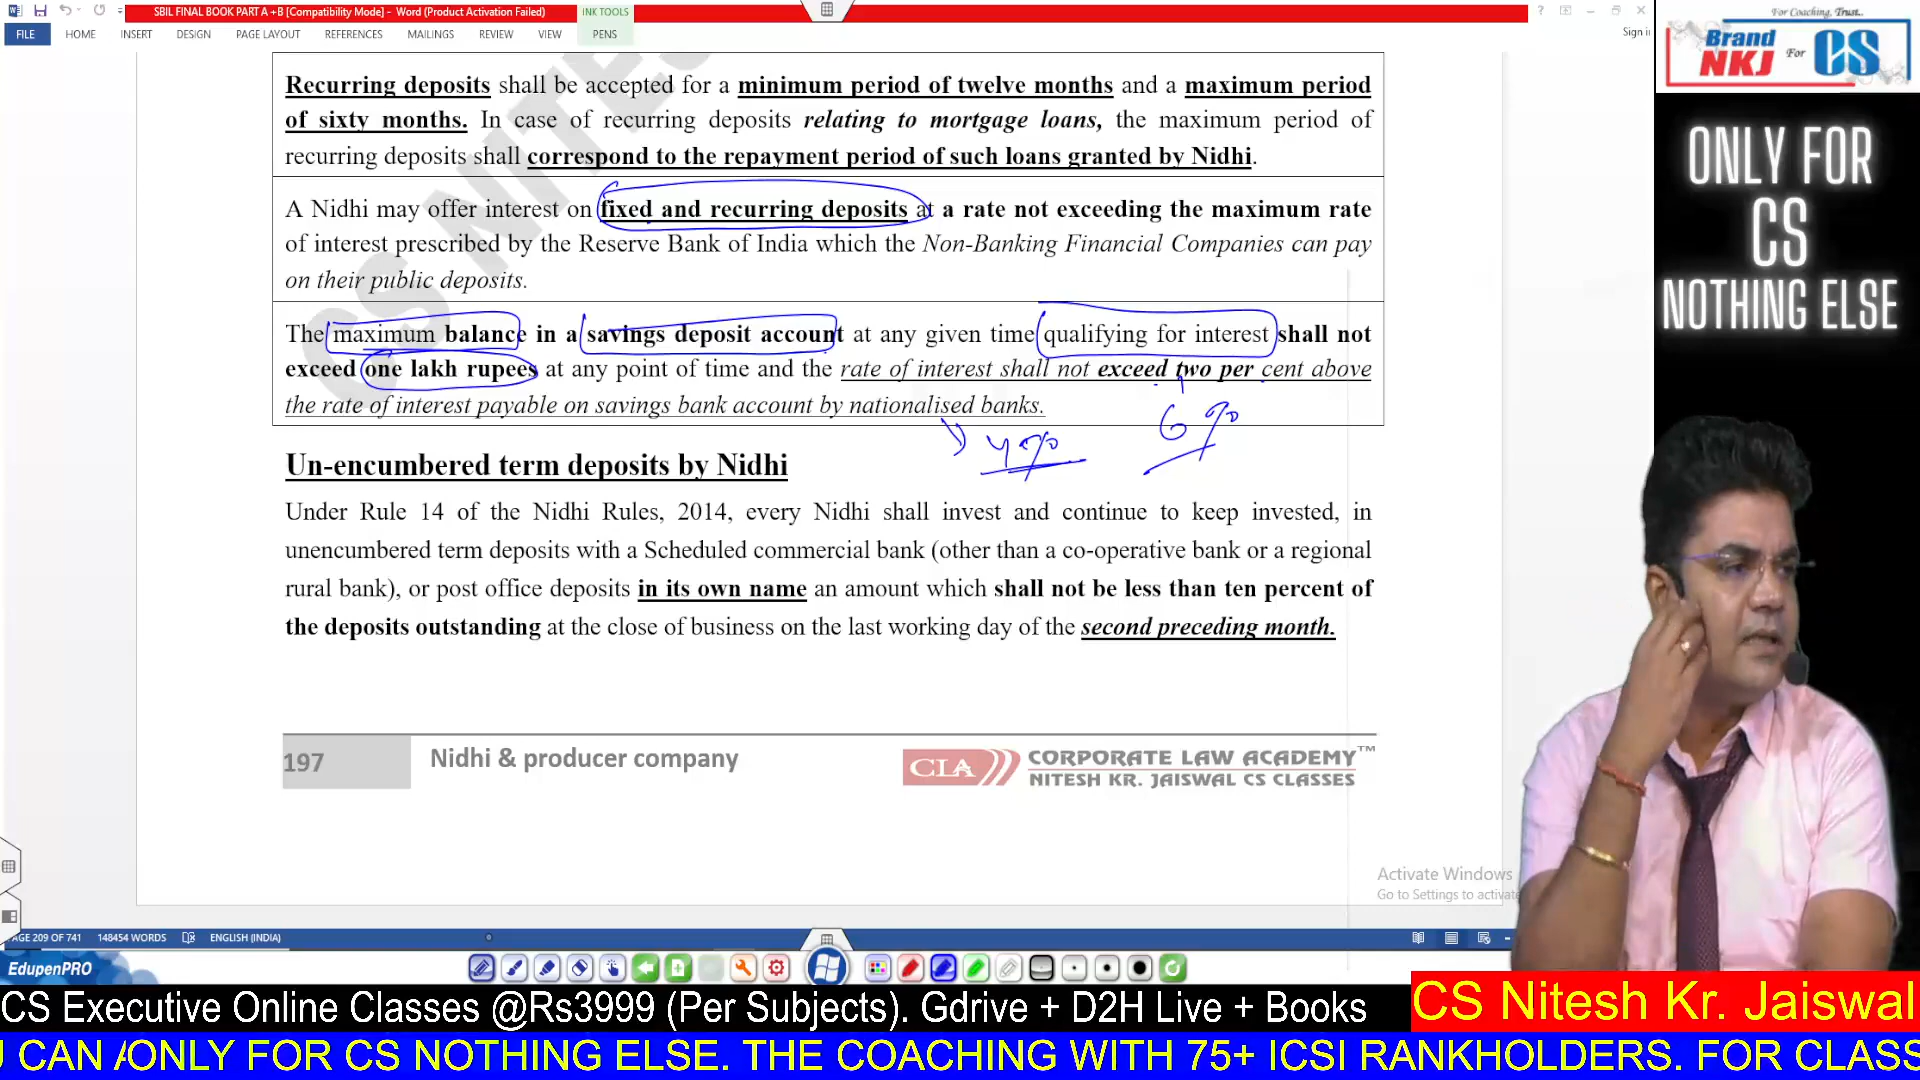 SBIL FINAL BOOK PART A +B [Compatibility Mode] - Word (Product Activation Failed)
INK TOOLS
FILE HOME INSERT DESIGN PAGE LAYOUT REFERENCES MAILINGS REVIEW VIEW PENS
Sign i
For Coaching, Trust..
Brand NKJ For CS
Recurring deposits shall be accepted for a minimum period of twelve months and a maximum period
of sixty months. In case of recurring deposits relating to mortgage loans, the maximum period of
recurring deposits shall correspond to the repayment period of such loans granted by Nidhi.
A Nidhi may offer interest on fixed and recurring deposits at a rate not exceeding the maximum rate
of interest prescribed by the Reserve Bank of India which the Non-Banking Financial Companies can pay
on their public deposits.
The maximum balance in a savings deposit account at any given time qualifying for interest shall not
exceed one lakh rupees at any point of time and the rate of interest shall not exceed two per cent above
the rate of interest payable on savings bank account by nationalised banks.
4% 6%
Un-encumbered term deposits by Nidhi
Under Rule 14 of the Nidhi Rules, 2014, every Nidhi shall invest and continue to keep invested, in
unencumbered term deposits with a Scheduled commercial bank (other than a co-operative bank or a regional
rural bank), or post office deposits in its own name an amount which shall not be less than ten percent of
the deposits outstanding at the close of business on the last working day of the second preceding month.
197 Nidhi & producer company
CLA CORPORATE LAW ACADEMY™
NITESH KR. JAISWAL CS CLASSES
CS NITES
ONLY FOR
CS
NOTHING ELSE
Activate Windows
Go to Settings to activate
PAGE 209 OF 741 148454 WORDS ENGLISH (INDIA)
EdupenPRO
CS Executive Online Classes @Rs3999 (Per Subjects). Gdrive + D2H Live + Books
CS Nitesh Kr. Jaiswal
U CAN ONLY FOR CS NOTHING ELSE. THE COACHING WITH 75+ ICSI RANKHOLDERS. FOR CLASS